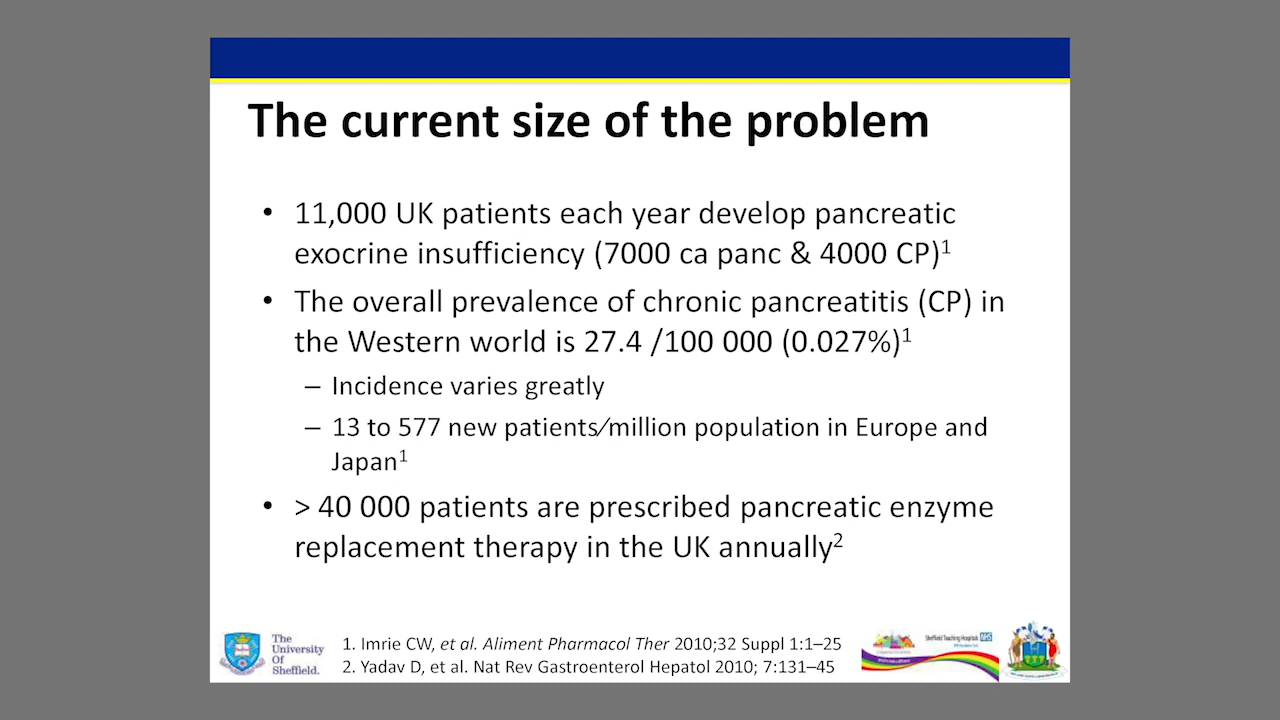 The current size of the problem
• 11,000 UK patients each year develop pancreatic
exocrine insufficiency (7000 ca panc & 4000 CP)¹
• The overall prevalence of chronic pancreatitis (CP) in
the Western world is 27.4 /100 000 (0.027%)¹
– Incidence varies greatly
– 13 to 577 new patients/million population in Europe and
Japan¹
• > 40 000 patients are prescribed pancreatic enzyme
replacement therapy in the UK annually²
The
University
Of
Sheffield.
1. Imrie CW, et al. Aliment Pharmacol Ther 2010;32 Suppl 1:1–25
2. Yadav D, et al. Nat Rev Gastroenterol Hepatol 2010; 7:131–45
Sheffield Teaching Hospitals NHS